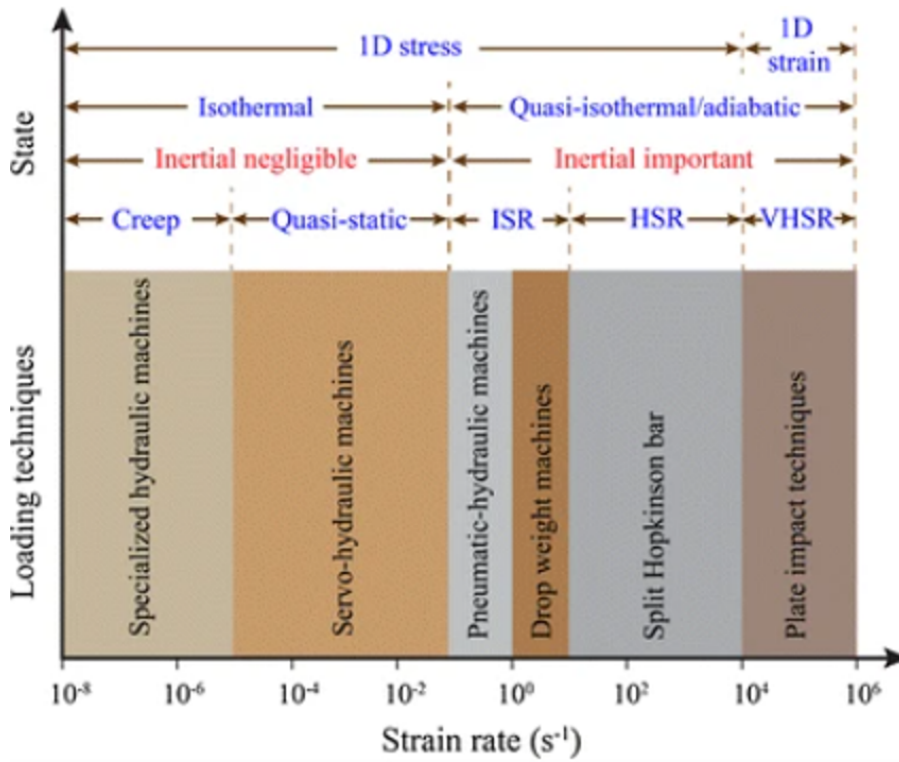 1D stress
1D
strain
Isothermal
Quasi-isothermal/adiabatic
Inertial negligible
Inertial important
Creep
Quasi-static
ISR
HSR
VHSR
State
Loading techniques
Specialized hydraulic machines
Servo-hydraulic machines
Pneumatic-hydraulic machines
Drop weight machines
Split Hopkinson bar
Plate impact techniques
10⁻⁸
10⁻⁶
10⁻⁴
10⁻²
10⁰
10²
10⁴
10⁶
Strain rate (s⁻¹)